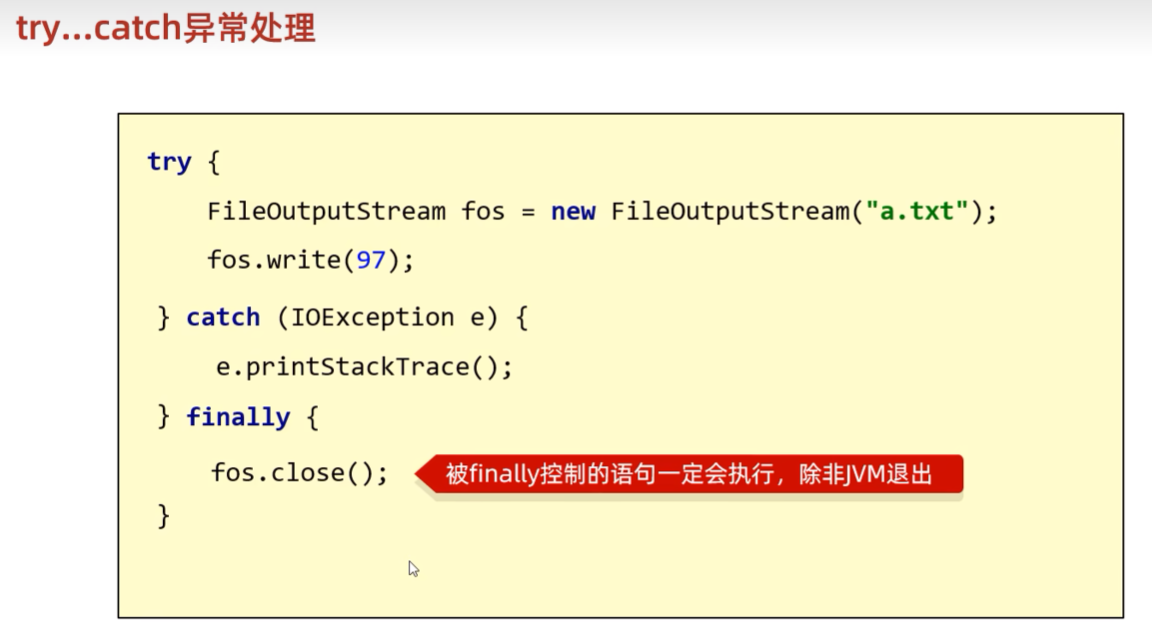 try...catch异常处理
try {
FileOutputStream fos = new FileOutputStream("a.txt");
fos.write(97);
} catch (IOException e) {
e.printStackTrace();
} finally {
fos.close();
被finally控制的语句一定会执行，除非JVM退出
}